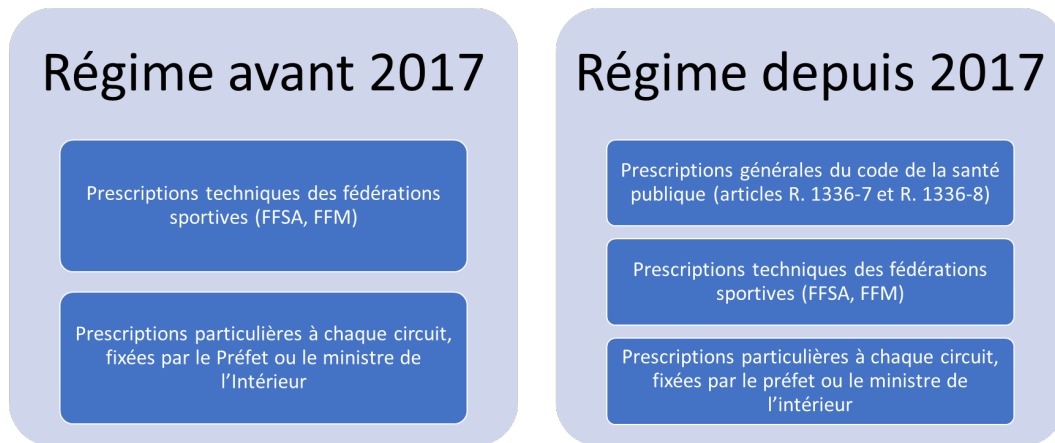 Régime avant 2017
Prescriptions techniques des fédérations
sportives (FFSA, FFM)
Prescriptions particulières à chaque circuit,
fixées par le Préfet ou le ministre de
l’Intérieur
Régime depuis 2017
Prescriptions générales du code de la santé
publique (articles R. 1336-7 et R. 1336-8)
Prescriptions techniques des fédérations
sportives (FFSA, FFM)
Prescriptions particulières à chaque circuit,
fixées par le préfet ou le ministre de
l’intérieur